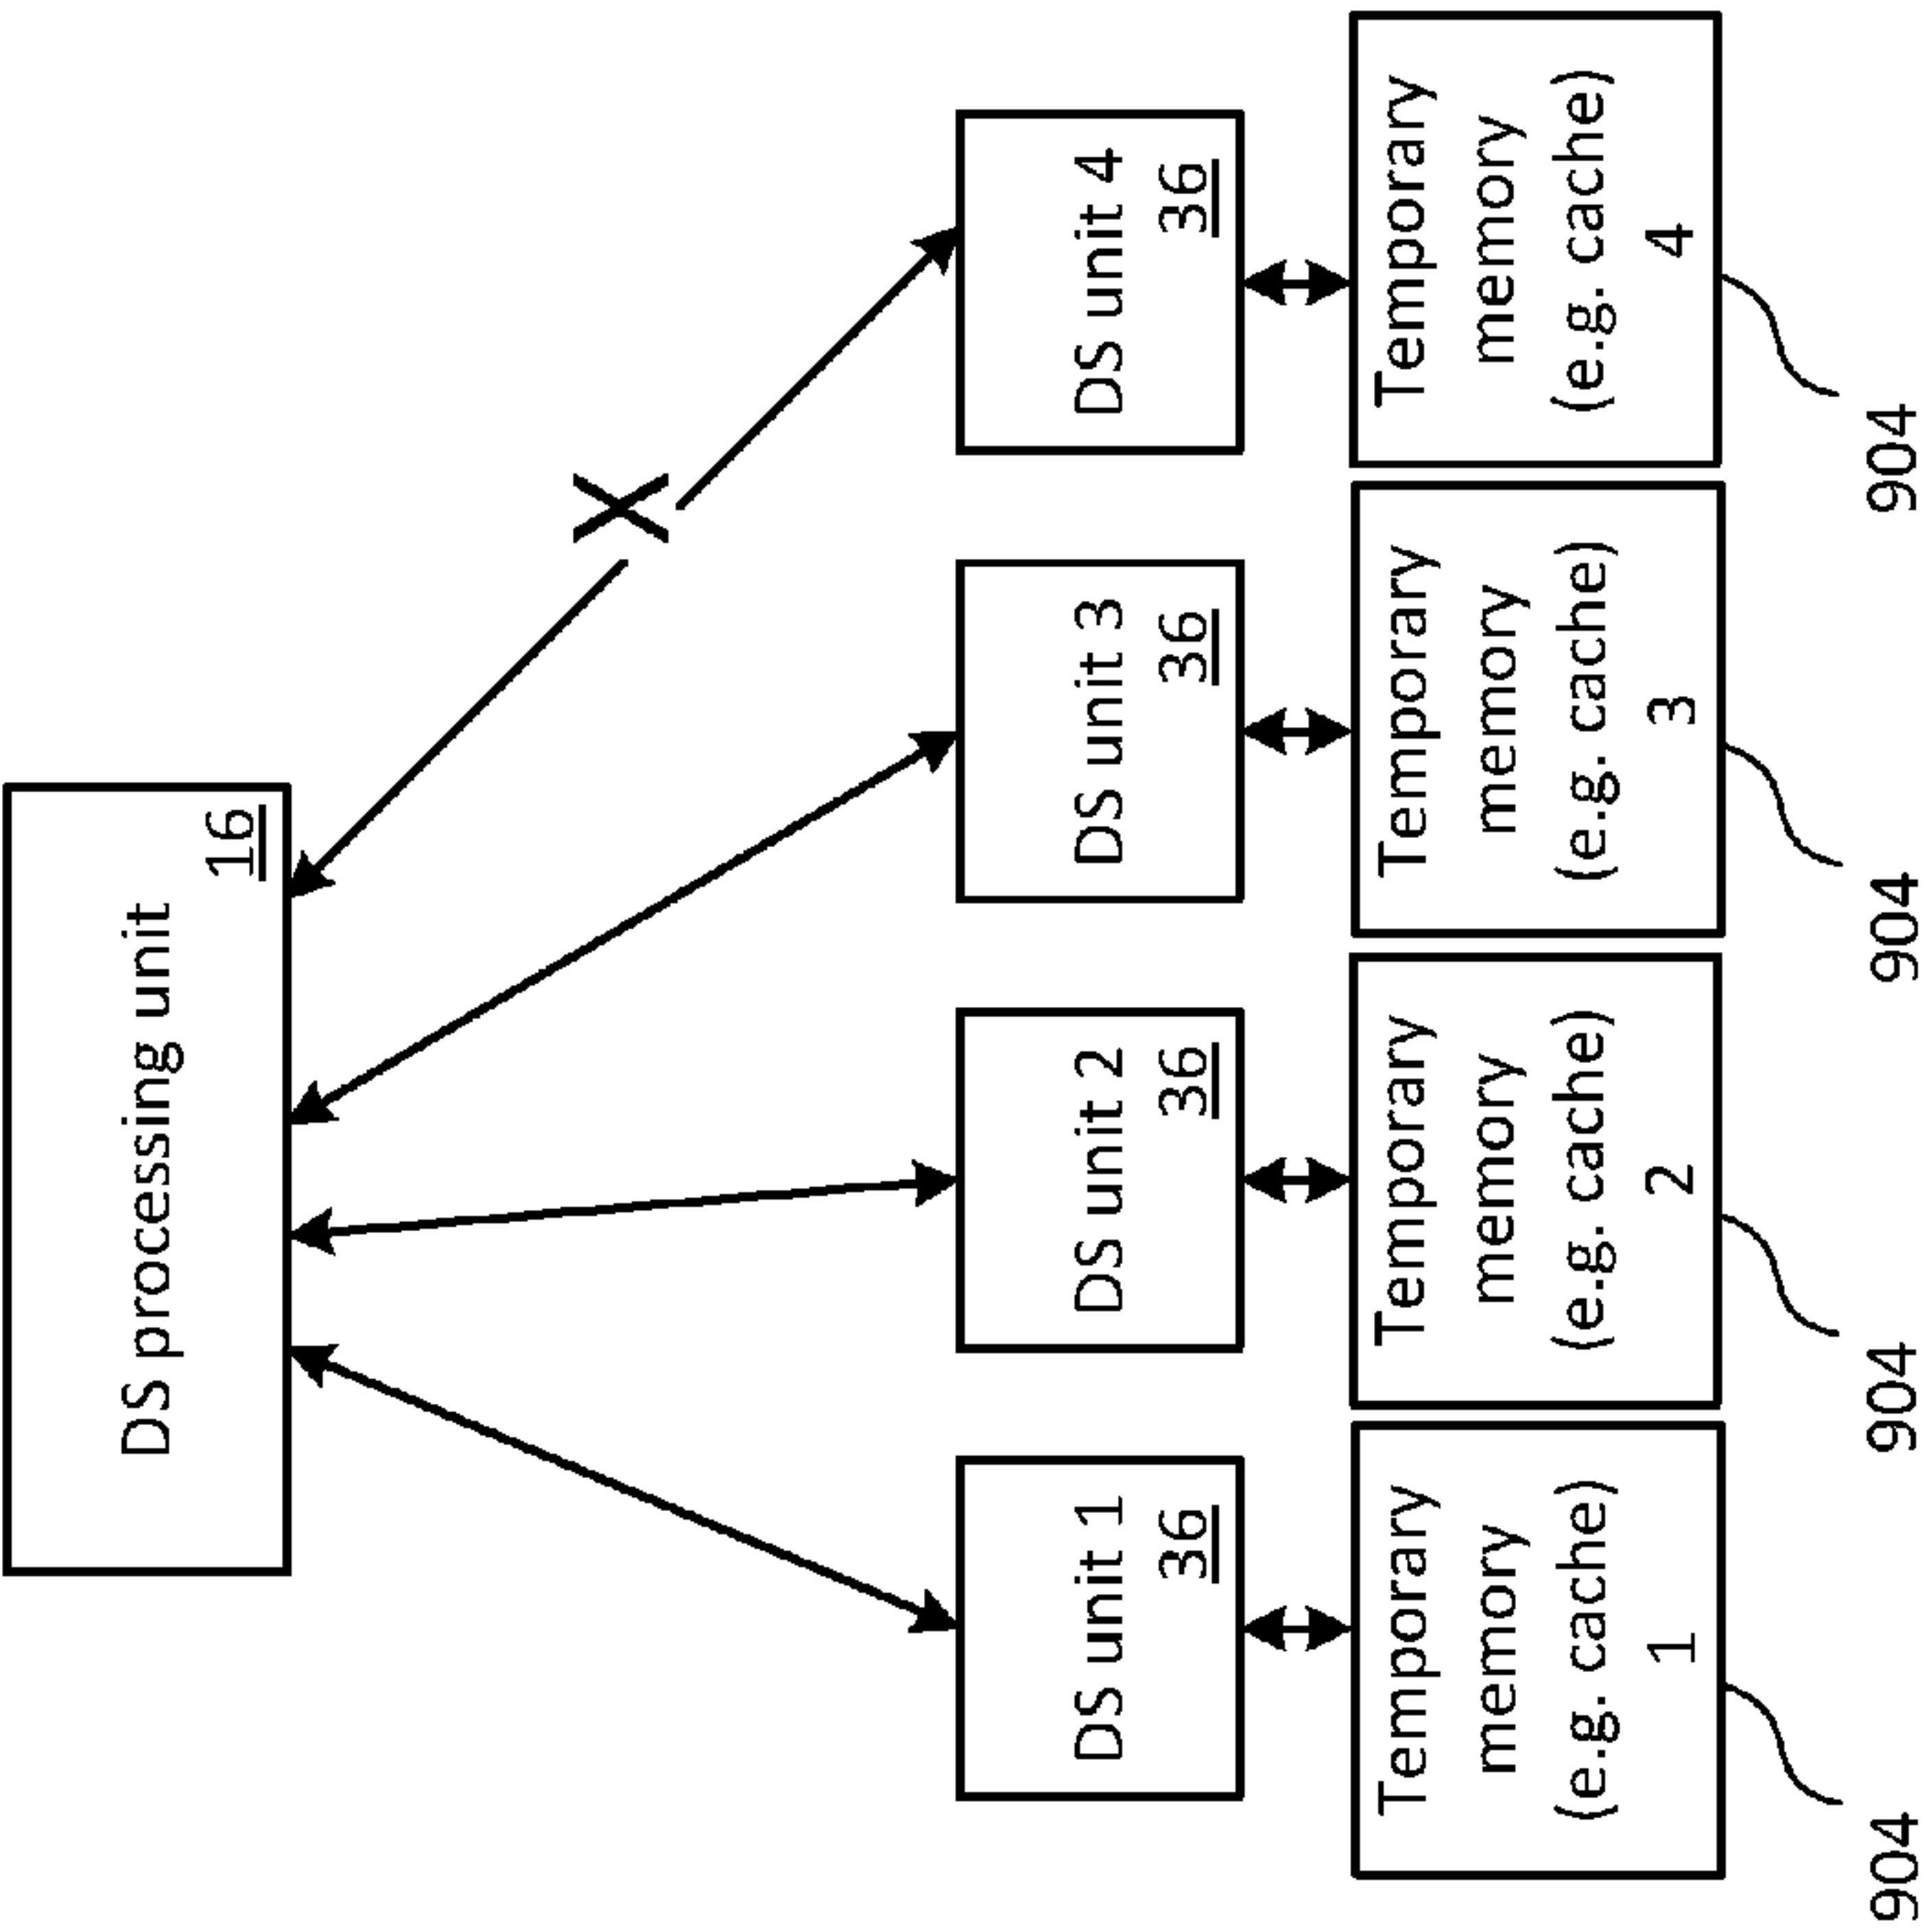 DS processing unit
16
X
DS unit 1
36
DS unit 2
36
DS unit 3
36
DS unit 4
36
Temporary
memory
(e.g. cache)
1
Temporary
memory
(e.g. cache)
2
Temporary
memory
(e.g. cache)
3
Temporary
memory
(e.g. cache)
4
904
904
904
904